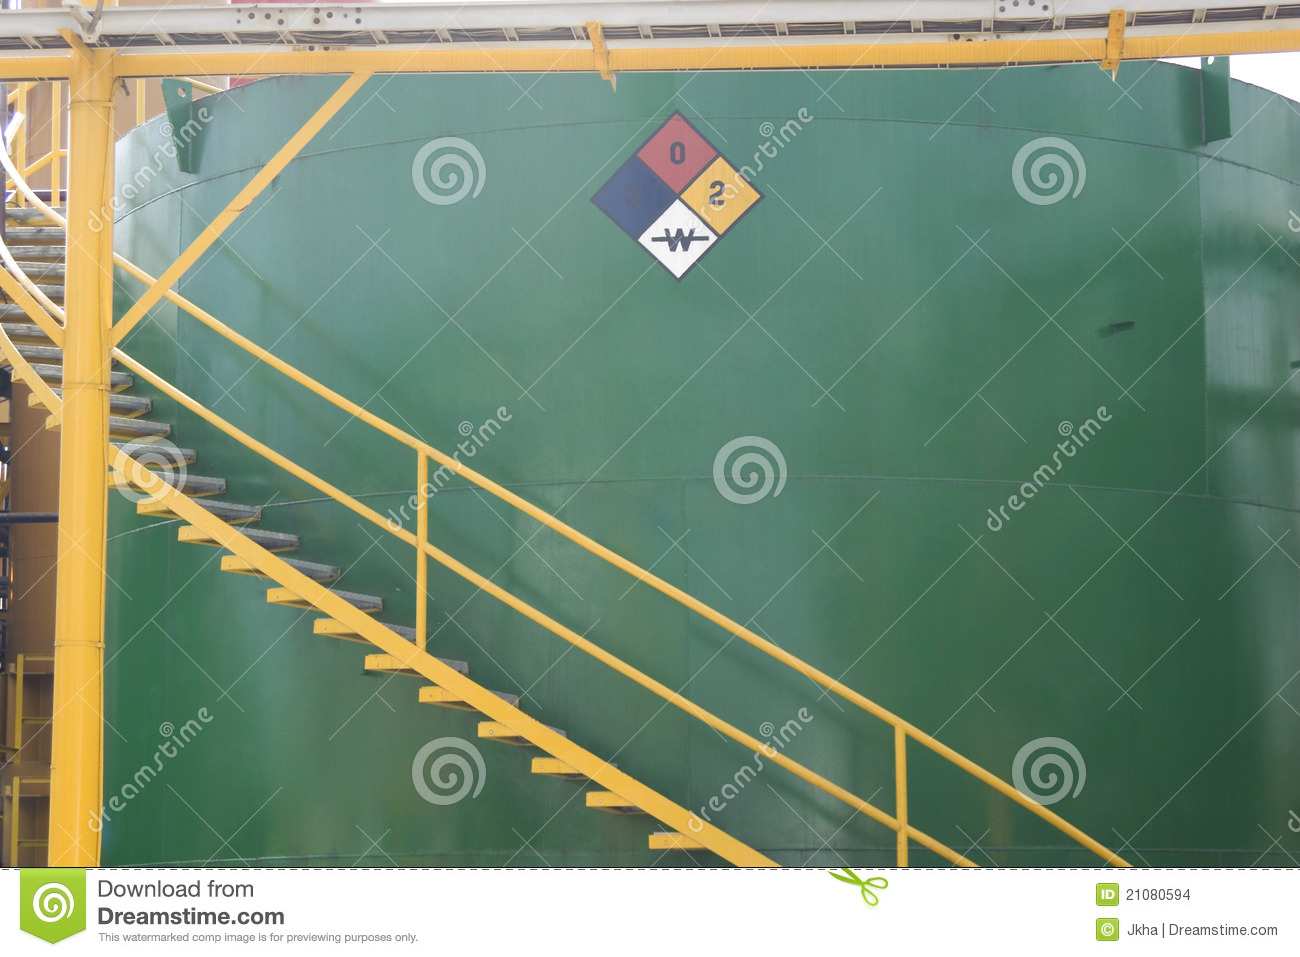 0
3
2
W
dreamstime
dreamstime
dreamstime
dreamstime
dreamstime
dreamstime
dreamstime
Download from
Dreamstime.com
This watermarked comp image is for previewing purposes only.
ID 21080594
© Jkha | Dreamstime.com